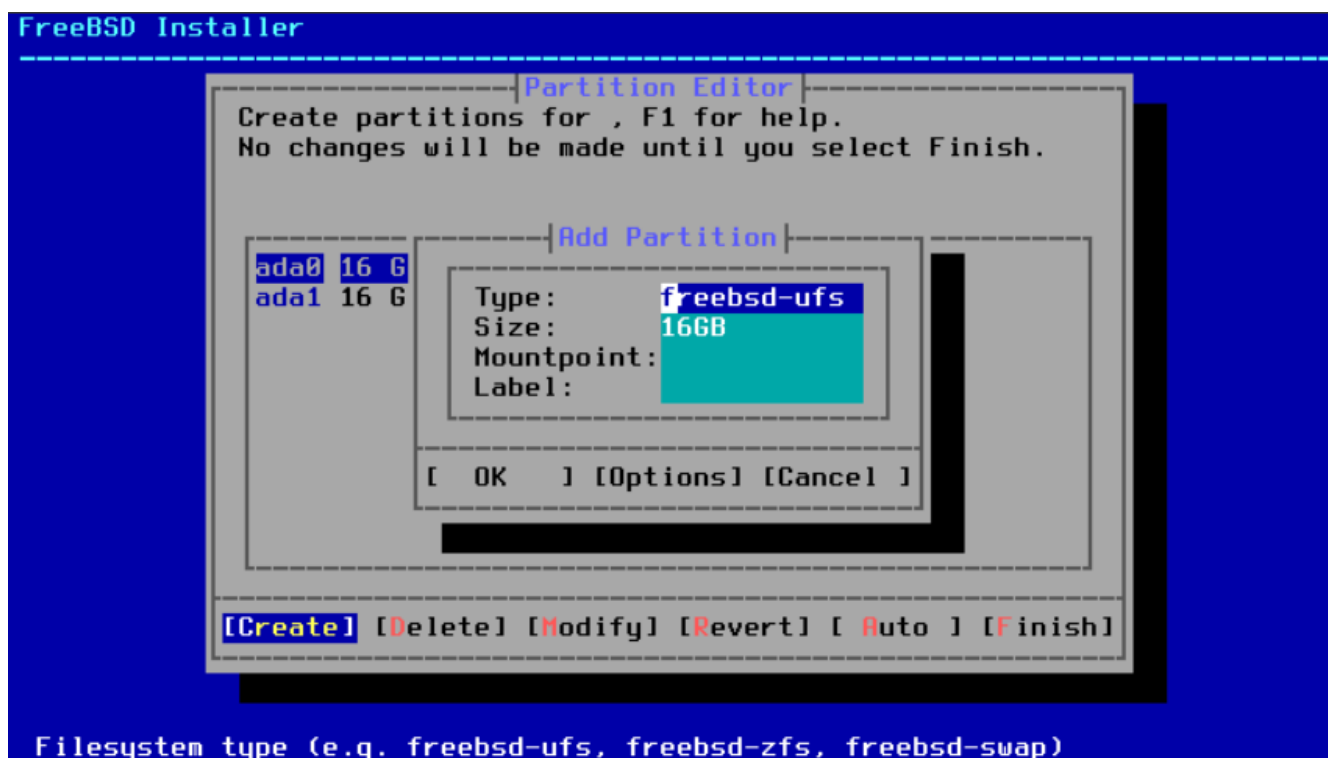 FreeBSD Installer
Partition Editor
Create partitions for , F1 for help.
No changes will be made until you select Finish.
Add Partition
ada0 16 G
ada1 16 G
Type: freebsd-ufs
Size: 16GB
Mountpoint:
Label:
[ OK ] [Options] [Cancel ]
[Create] [Delete] [Modify] [Revert] [ Auto ] [Finish]
Filesystem type (e.g. freebsd-ufs, freebsd-zfs, freebsd-swap)